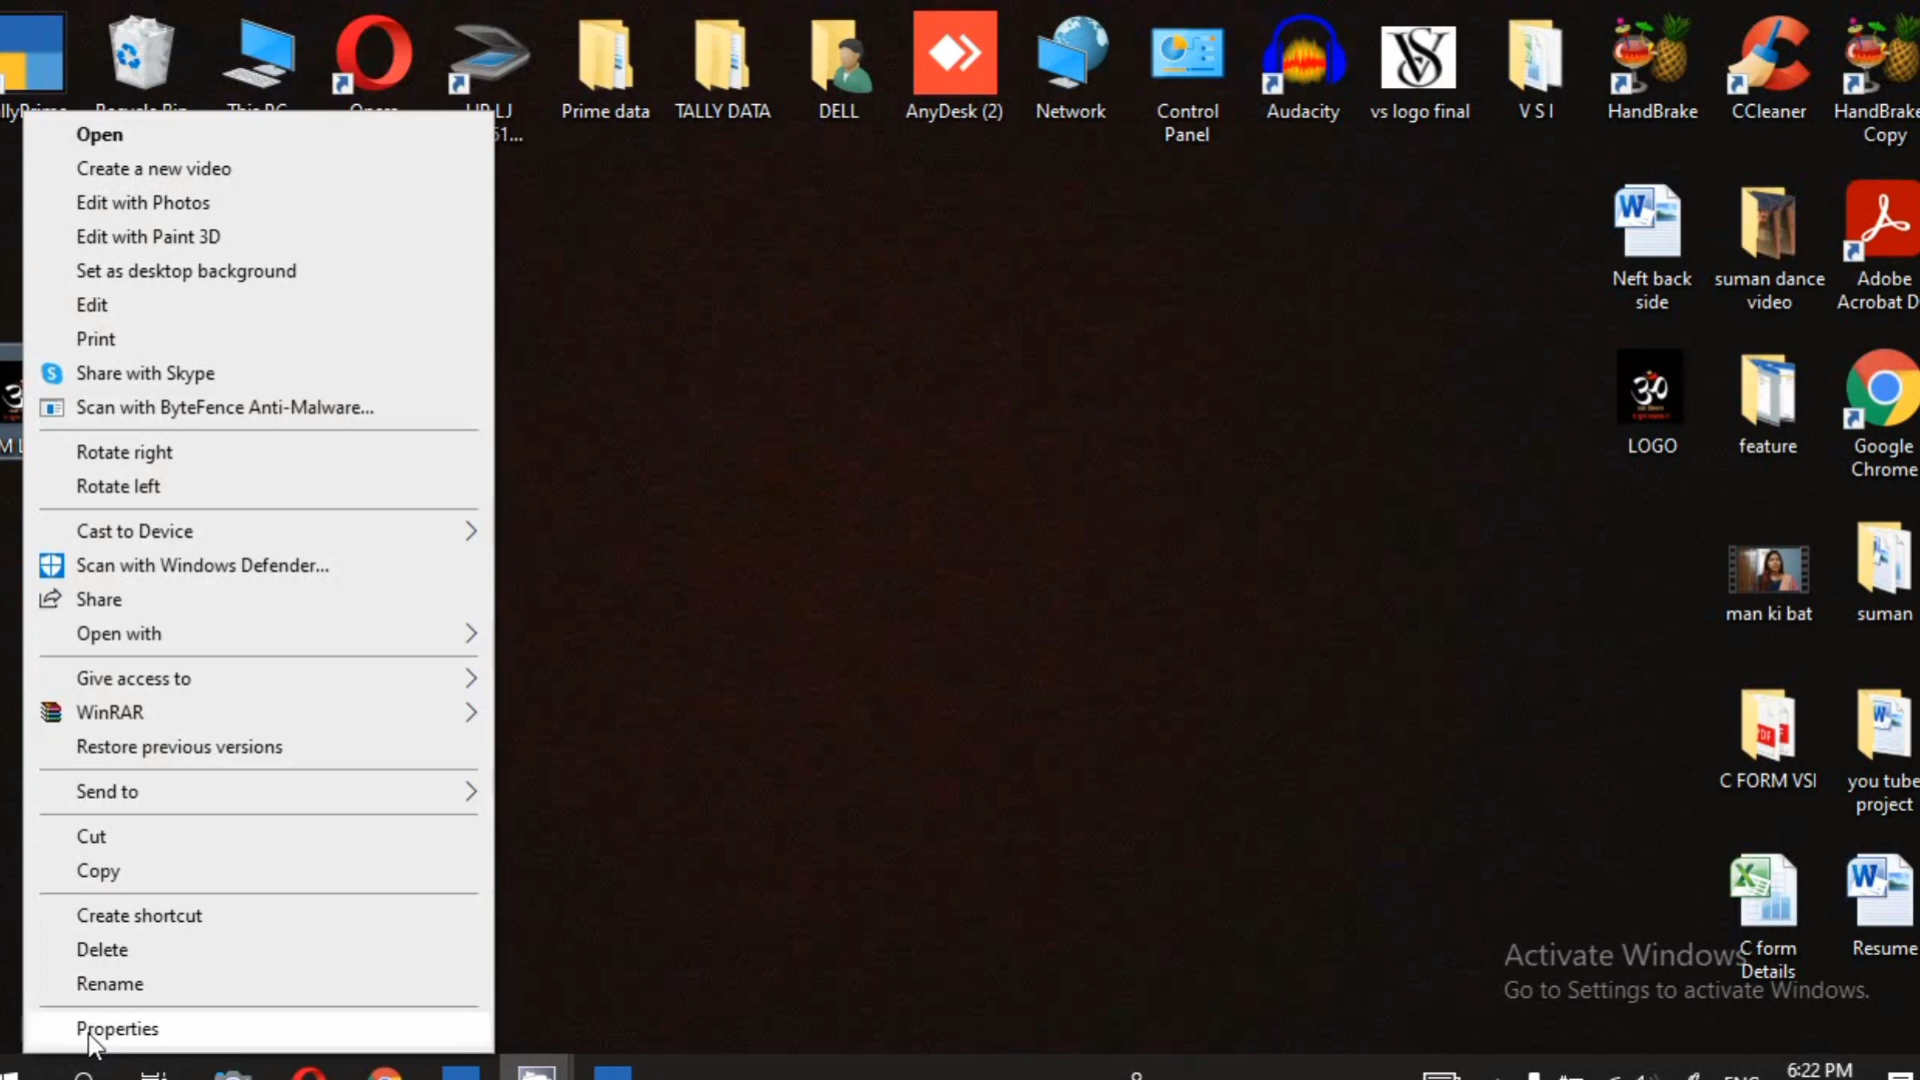 Prime data
TALLY DATA
DELL
AnyDesk (2)
Network
Control
Panel
Audacity
vs logo final
V S I
HandBrake
CCleaner
HandBrake
Copy
Open
Create a new video
Edit with Photos
Edit with Paint 3D
Set as desktop background
Edit
Print
Share with Skype
Scan with ByteFence Anti-Malware...
Rotate right
Rotate left
Cast to Device
Scan with Windows Defender...
Share
Open with
Give access to
WinRAR
Restore previous versions
Send to
Cut
Copy
Create shortcut
Delete
Rename
Properties
Neft back
side
suman dance
video
Adobe
Acrobat D
LOGO
feature
Google
Chrome
man ki bat
suman
C FORM VSI
you tube
project
C form
Details
Resume
Activate Windows
Go to Settings to activate Windows.
6:22 PM